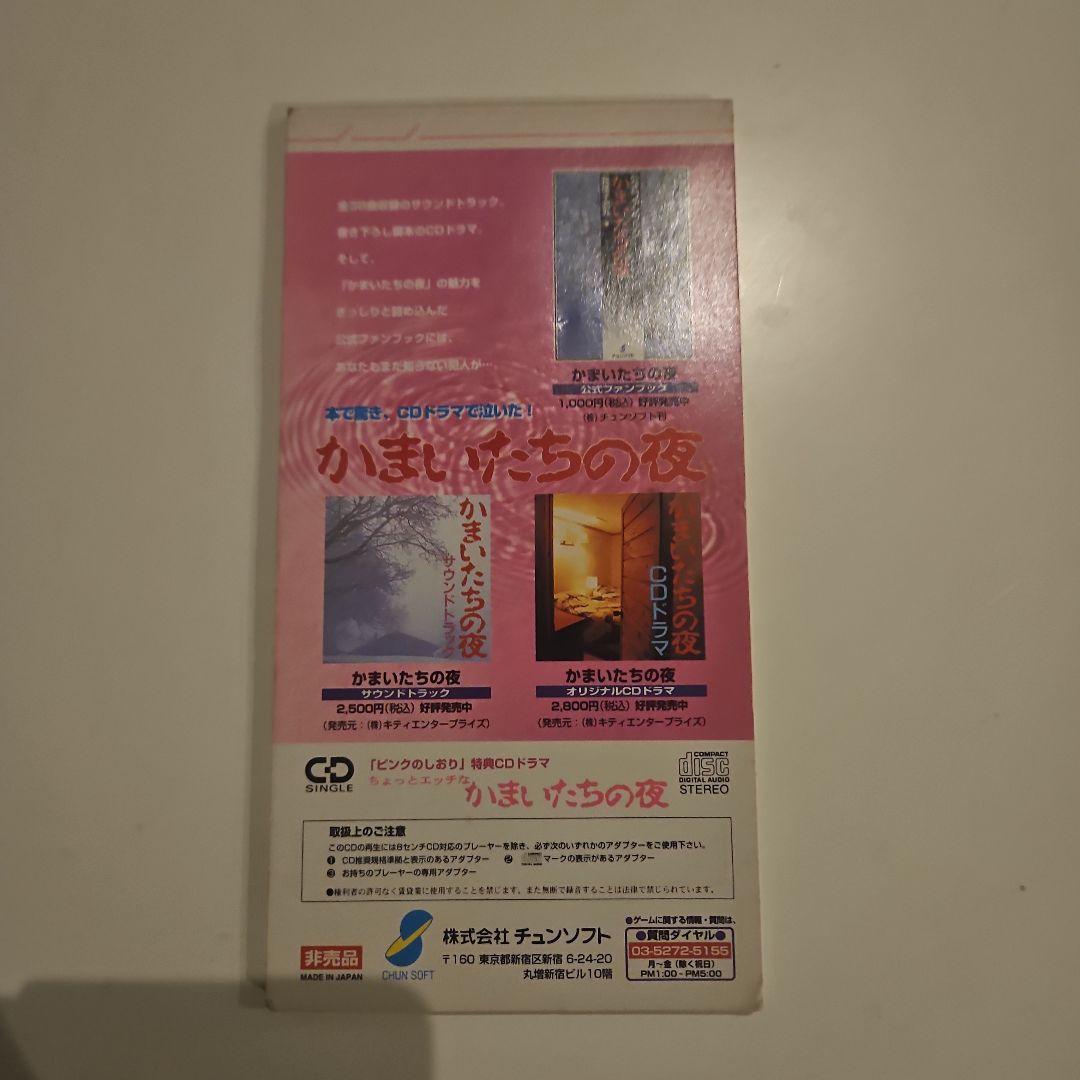 全39曲収録のサウンドトラック。
書き下ろし脚本のCDドラマ。
そして、
「かまいたちの夜」の魅力を
ぎっしりと詰め込んだ
公式ファンブックには、
あなたもまだ知らない犯人が…
かまいたちの夜
チュンソフト
かまいたちの夜
公式ファンブック
1,000円(税込) 好評発売中
(株)チュンソフト刊
本で驚き、CDドラマで泣いた!
かまいたちの夜
かまいたちの夜
サウンドトラック
かまいたちの夜
CDドラマ
かまいたちの夜
サウンドトラック
2,500円(税込) 好評発売中
(発売元:(株)キティエンタープライズ)
かまいたちの夜
オリジナルCDドラマ
2,800円(税込) 好評発売中
(発売元:(株)キティエンタープライズ)
CD
SINGLE
「ピンクのしおり」特典CDドラマ
ちょっとエッチな
かまいたちの夜
COMPACT
disc
DIGITAL AUDIO
STEREO
取扱上のご注意
このCDの再生には8センチCD対応のプレーヤーを除き、必ず次のいずれかのアダプターをご使用下さい。
❶ CD推奨規格準拠と表示のあるアダプター ❷ マークの表示があるアダプター
❸ お持ちのプレーヤーの専用アダプター
●権利者の許可なく賃貸業に使用することを禁じます。また無断で録音することは法律で禁じられています。
非売品
MADE IN JAPAN
CHUN SOFT
株式会社 チュンソフト
〒160 東京都新宿区新宿 6-24-20
丸増新宿ビル10階
●ゲームに関する情報・質問は、
●質問ダイヤル●
03-5272-5155
月~金(除く祝日)
PM1:00-PM5:00